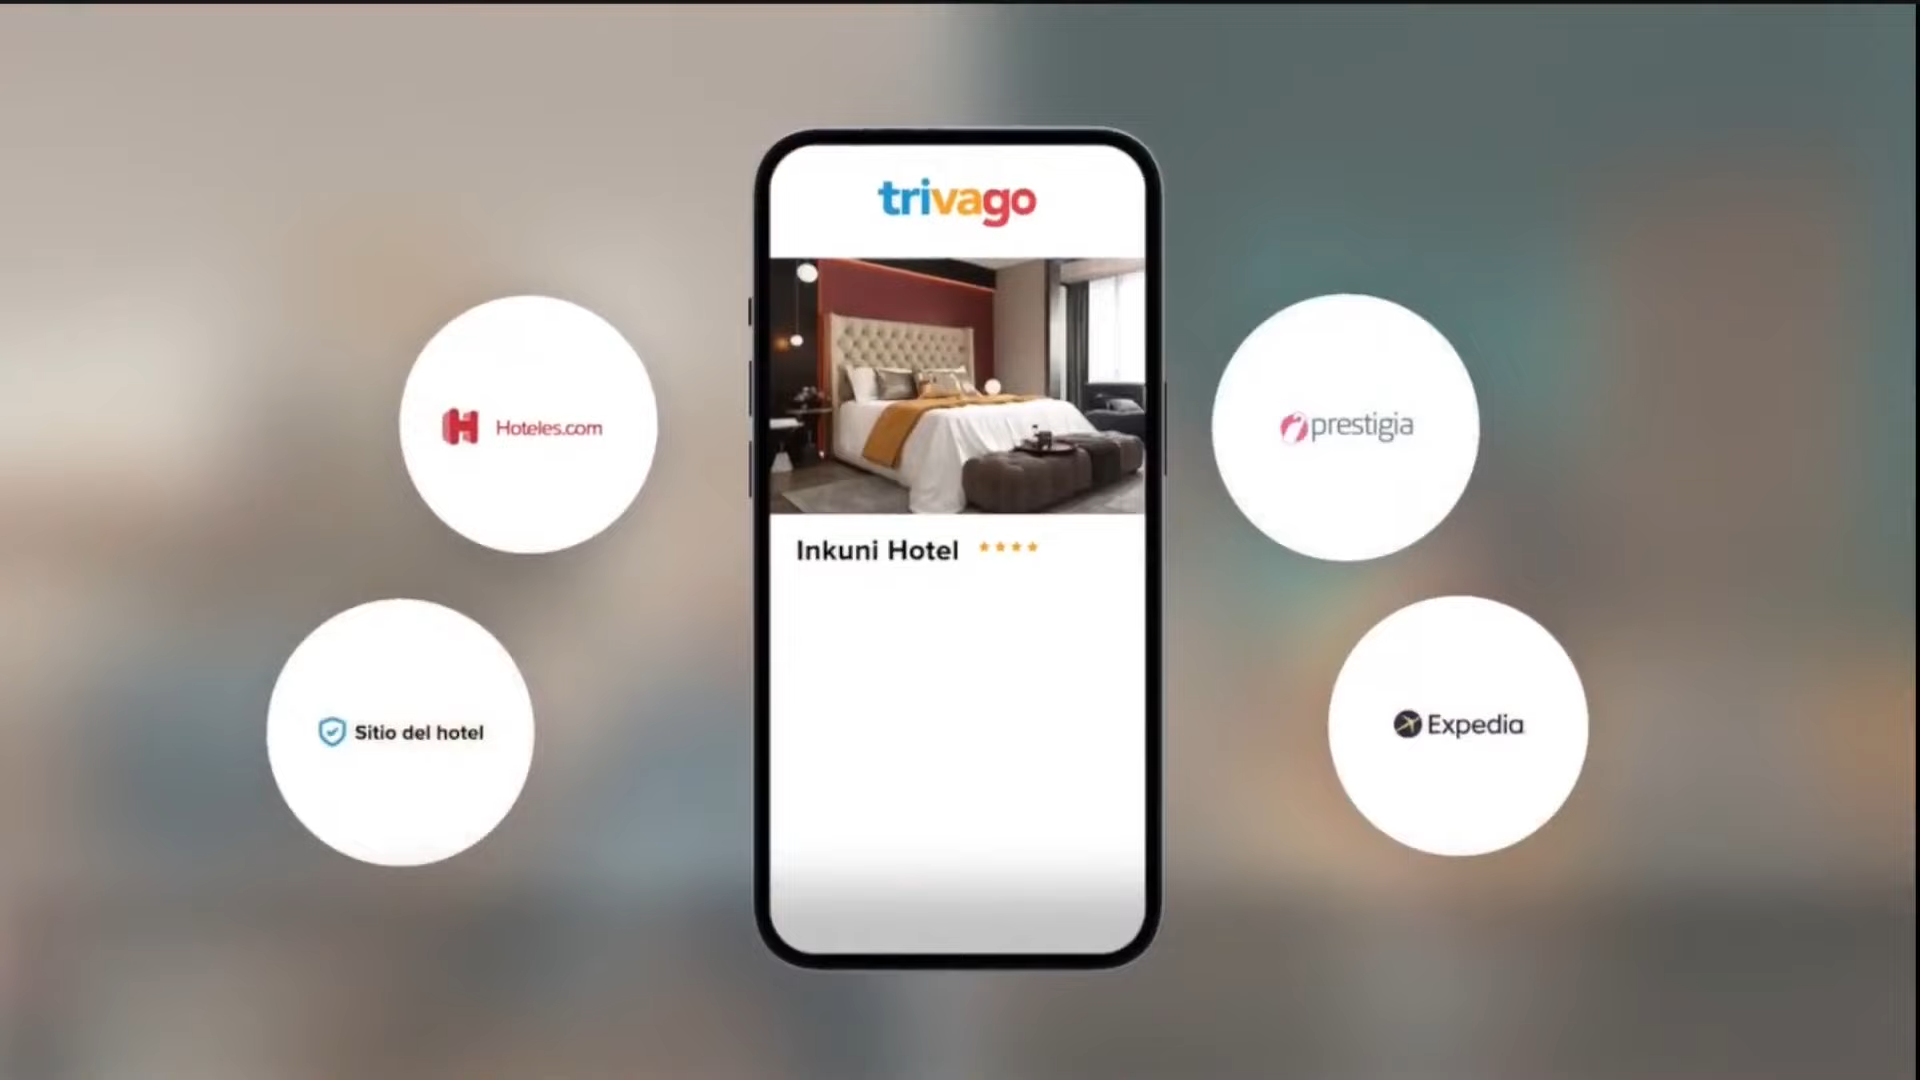 trivago
Hoteles.com
prestigia
Inkuni Hotel
Sitio del hotel
Expedia